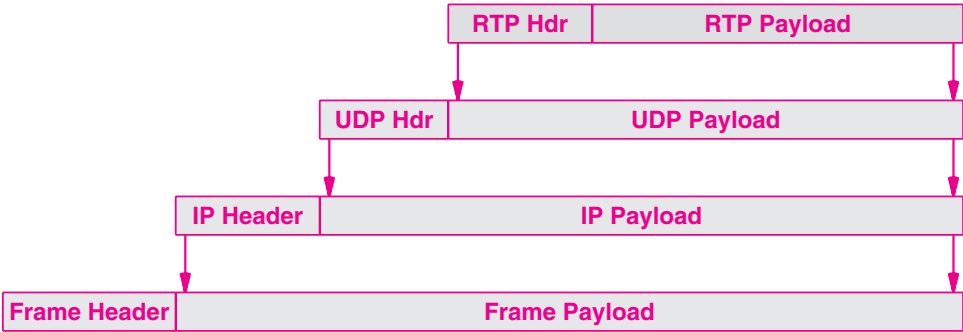 RTP Hdr RTP Payload
UDP Hdr UDP Payload
IP Header IP Payload
Frame Header Frame Payload